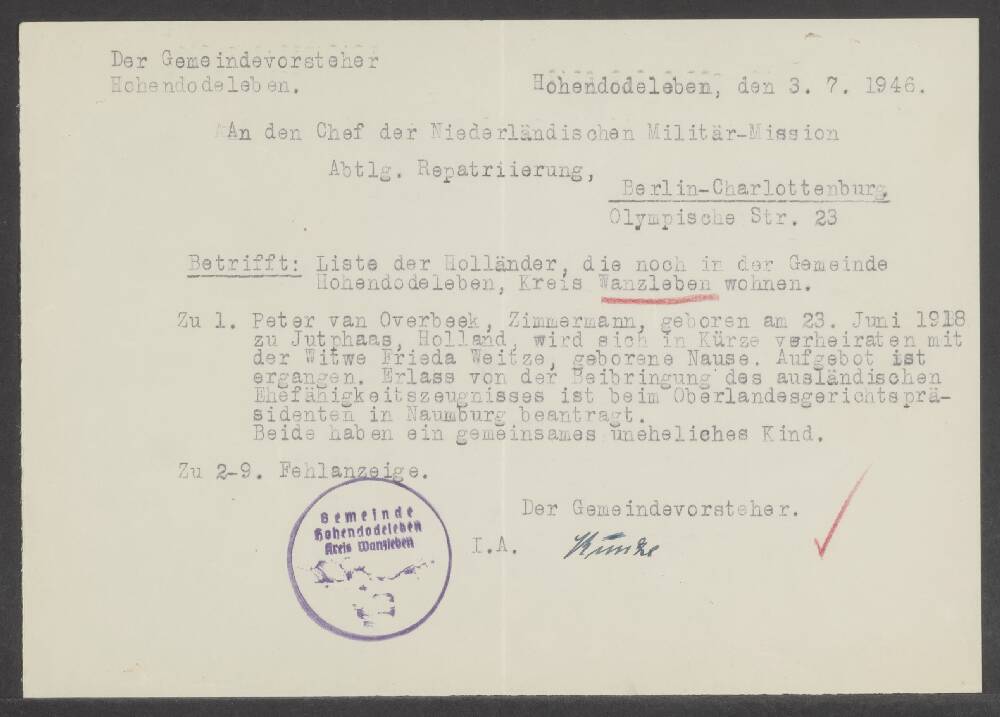 Der Gemeindevorsteher
Hohendodeleben.
Hohendodeleben, den 3. 7. 1946.
An den Chef der Niederländischen Militär-Mission
Abtlg. Repatriierung,
Berlin-Charlottenburg
Olympische Str. 23
Betrifft: Liste der Holländer, die noch in der Gemeinde
Hohendodeleben, Kreis Wanzleben wohnen.
Zu 1. Peter van Overbeek, Zimmermann, geboren am 23. Juni 1918
zu Jutphaas, Holland, wird sich in Kürze verheiraten mit
der Witwe Frieda Weitze, geborene Nause. Aufgebot ist
ergangen. Erlass von der Beibringung des ausländischen
Ehefähigkeitszeugnisses ist beim Oberlandesgerichtsprä-
sidenten in Naumburg beantragt.
Beide haben ein gemeinsames uneheliches Kind.
Zu 2-9. Fehlanzeige.
Der Gemeindevorsteher.
I.A. Kunze
Gemeinde
Hohendodeleben
Kreis Wanzleben